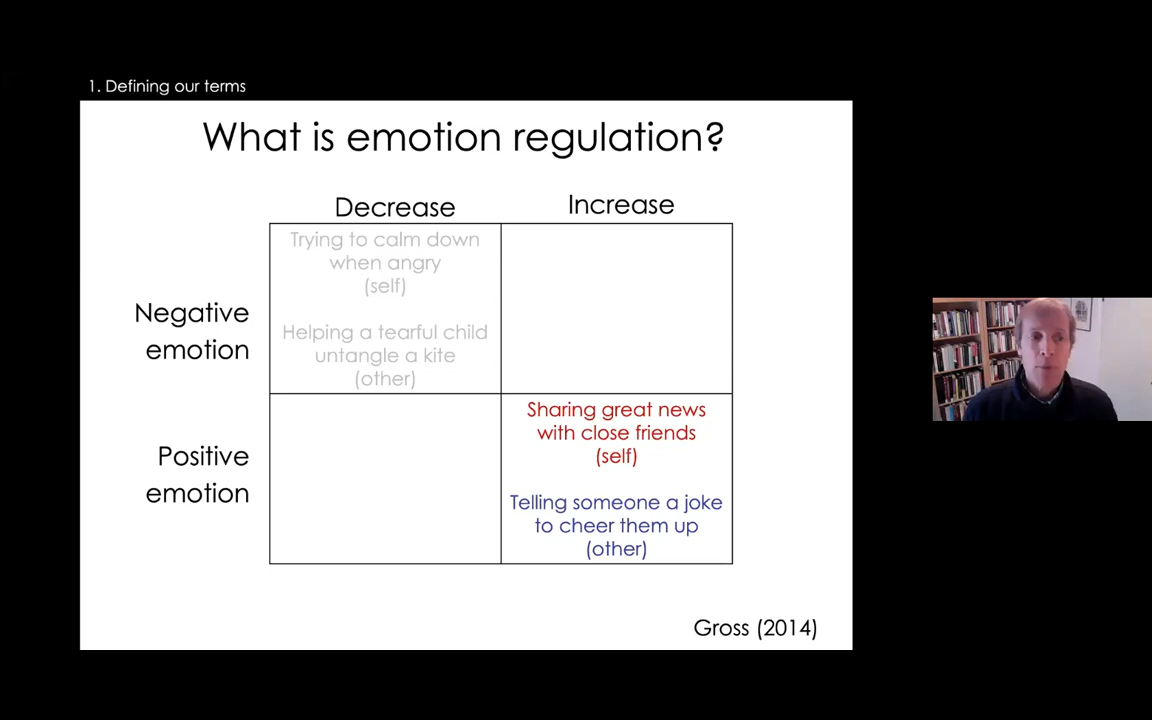 1. Defining our terms
What is emotion regulation?
Decrease
Increase
Negative
emotion
Trying to calm down
when angry
(self)
Helping a tearful child
untangle a kite
(other)
Positive
emotion
Sharing great news
with close friends
(self)
Telling someone a joke
to cheer them up
(other)
Gross (2014)